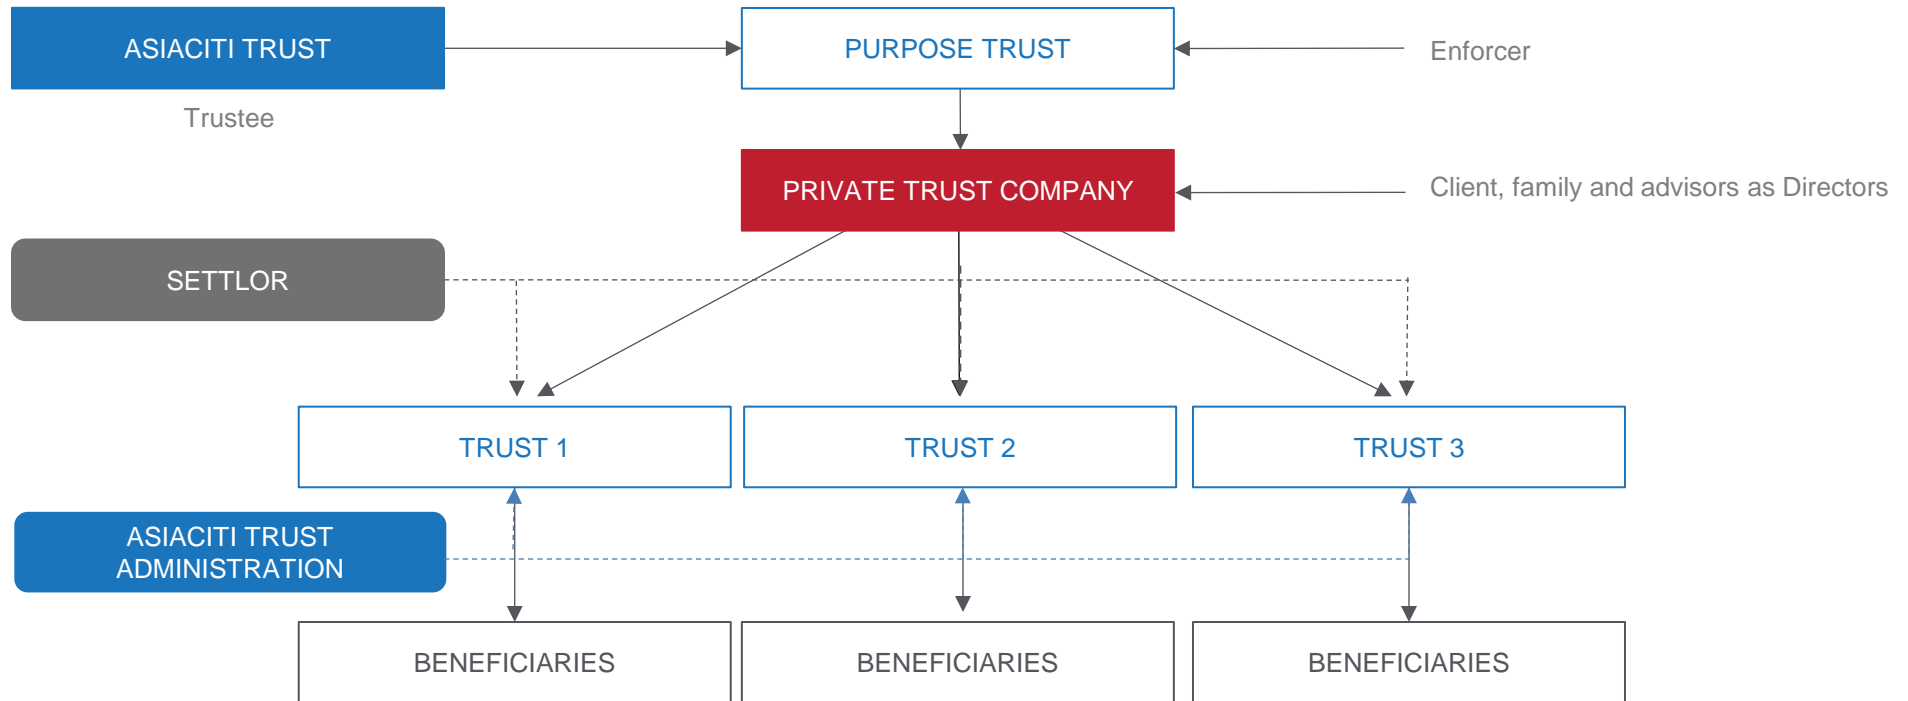 ASIACITI TRUST
PURPOSE TRUST
Enforcer
Trustee
PRIVATE TRUST COMPANY
Client, family and advisors as Directors
SETTLOR
TRUST 1
TRUST 2
TRUST 3
ASIACITI TRUST
ADMINISTRATION
BENEFICIARIES
BENEFICIARIES
BENEFICIARIES